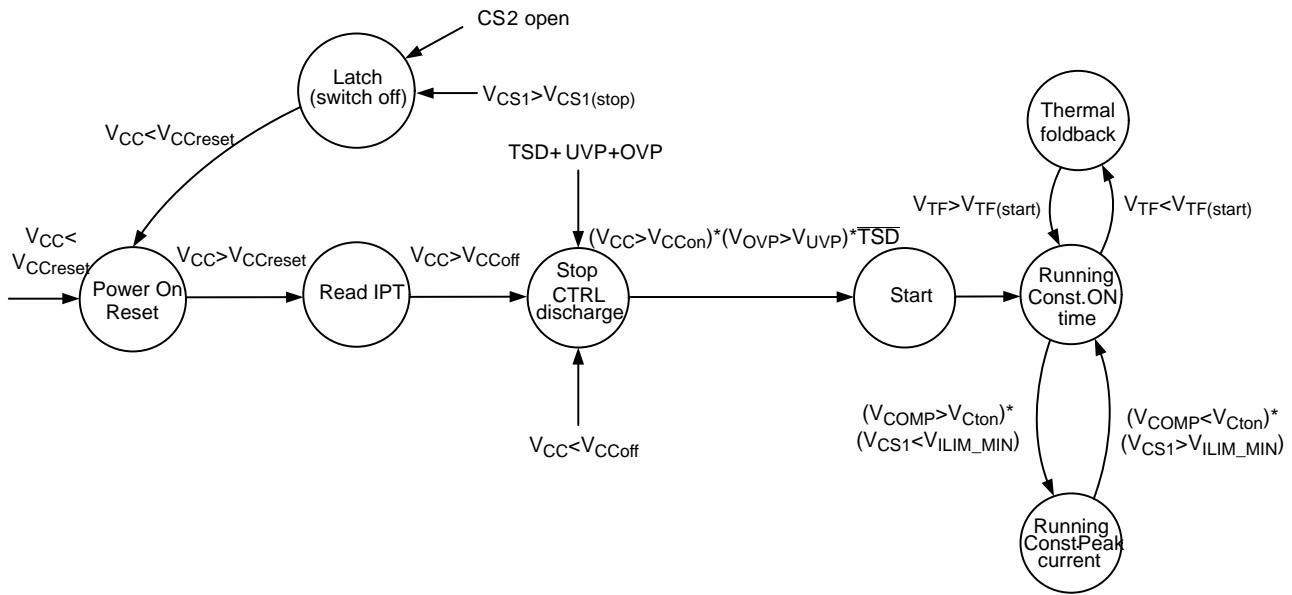 CS2 open
Latch
(switch off)
VCS1>VCS1(stop)
VCC<VCCreset
TSD+ UVP+OVP
Thermal
foldback
VTF>VTF(start)
VTF<VTF(start)
VCC<
VCCreset
Power On
Reset
VCC>VCCreset
Read IPT
VCC>VCCoff
Stop
CTRL
discharge
(VCC>VCCon)*(VOVP>VUVP)*T̅S̅D̅
Start
Running
Const.ON
time
VCC<VCCoff
(VCOMP>VCton)*
(VCS1<VILIM_MIN)
(VCOMP<VCton)*
(VCS1>VILIM_MIN)
Running
Const.Peak
current